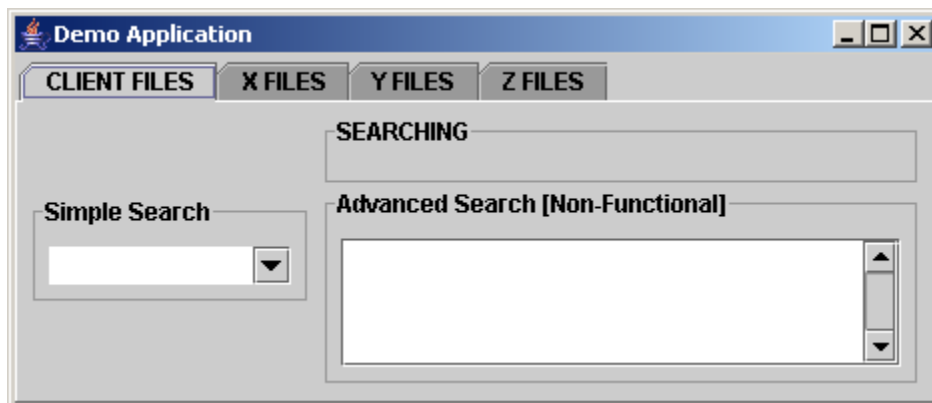 Demo Application
CLIENT FILES X FILES Y FILES Z FILES
SEARCHING
Simple Search
Advanced Search [Non-Functional]